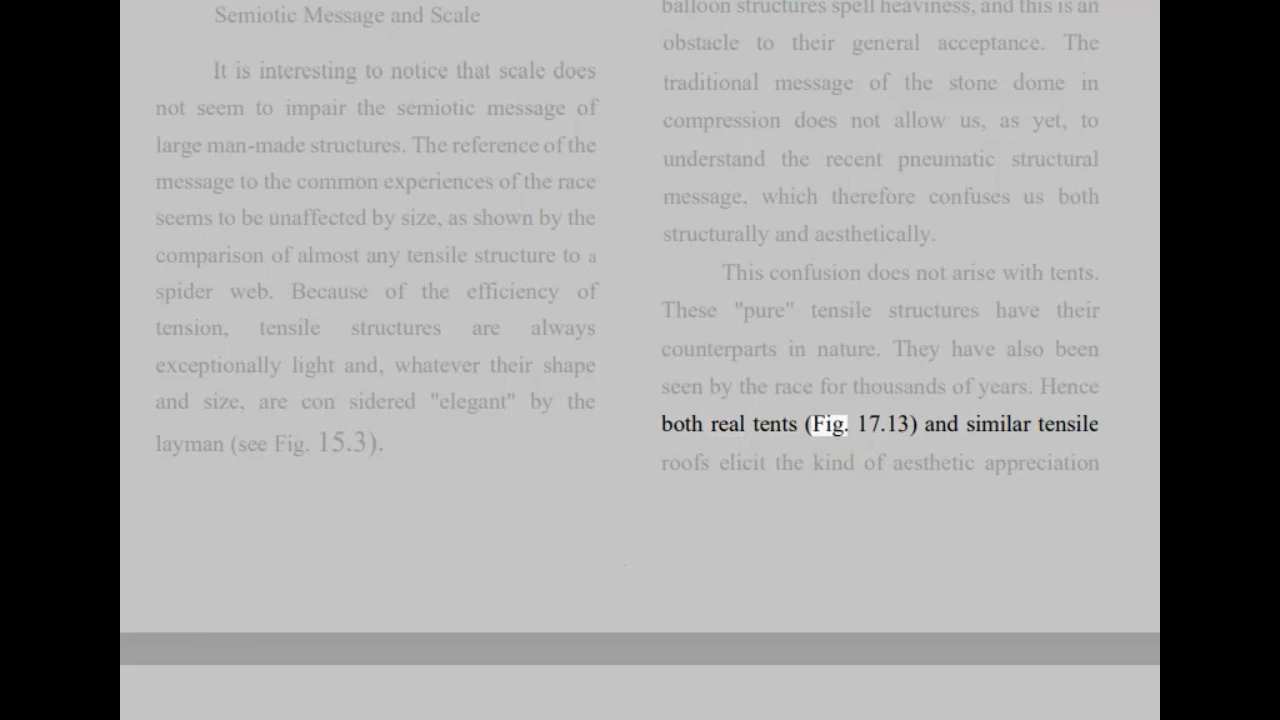 Semiotic Message and Scale
It is interesting to notice that scale does
not seem to impair the semiotic message of
large man-made structures. The reference of the
message to the common experiences of the race
seems to be unaffected by size, as shown by the
comparison of almost any tensile structure to a
spider web. Because of the efficiency of
tension, tensile structures are always
exceptionally light and, whatever their shape
and size, are con sidered "elegant" by the
layman (see Fig. 15.3).
balloon structures spell heaviness, and this is an
obstacle to their general acceptance. The
traditional message of the stone dome in
compression does not allow us, as yet, to
understand the recent pneumatic structural
message, which therefore confuses us both
structurally and aesthetically.
This confusion does not arise with tents.
These "pure" tensile structures have their
counterparts in nature. They have also been
seen by the race for thousands of years. Hence
both real tents (Fig. 17.13) and similar tensile
roofs elicit the kind of aesthetic appreciation